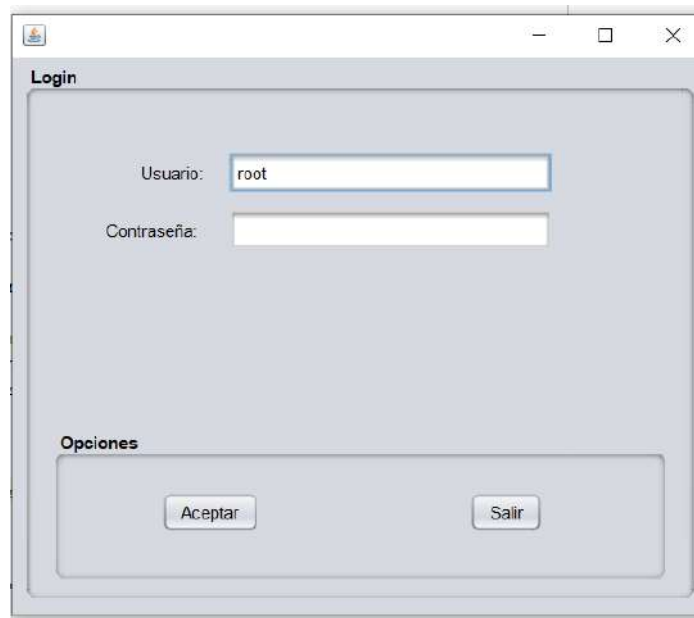 Login
Usuario: root
Contraseña:
Opciones
Aceptar Salir